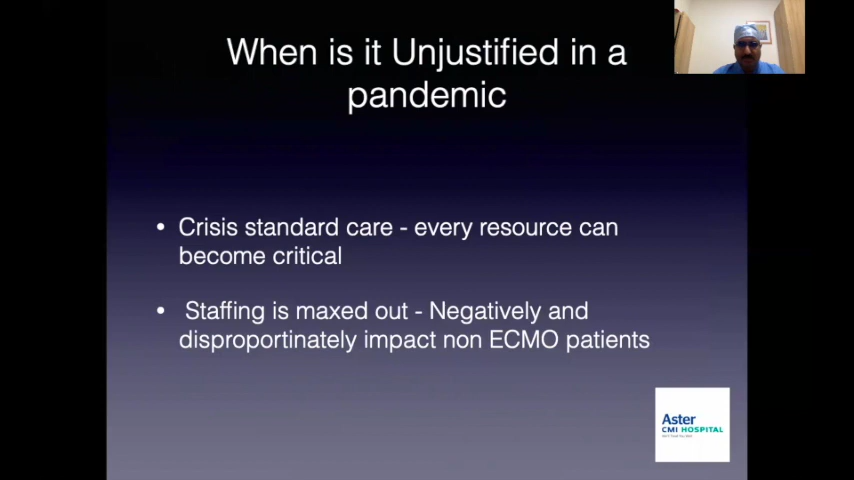 When is it Unjustified in a
pandemic
• Crisis standard care - every resource can
become critical
• Staffing is maxed out - Negatively and
disproportinately impact non ECMO patients
Aster
CMI HOSPITAL